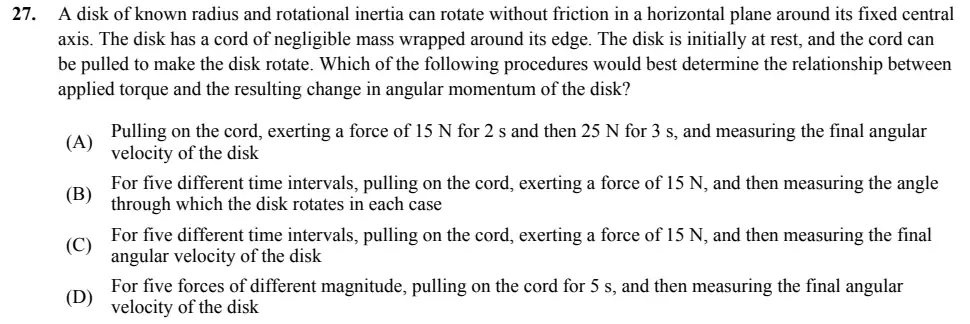 27. A disk of known radius and rotational inertia can rotate without friction in a horizontal plane around its fixed central
axis. The disk has a cord of negligible mass wrapped around its edge. The disk is initially at rest, and the cord can
be pulled to make the disk rotate. Which of the following procedures would best determine the relationship between
applied torque and the resulting change in angular momentum of the disk?
(A) Pulling on the cord, exerting a force of 15 N for 2 s and then 25 N for 3 s, and measuring the final angular
velocity of the disk
(B) For five different time intervals, pulling on the cord, exerting a force of 15 N, and then measuring the angle
through which the disk rotates in each case
(C) For five different time intervals, pulling on the cord, exerting a force of 15 N, and then measuring the final
angular velocity of the disk
(D) For five forces of different magnitude, pulling on the cord for 5 s, and then measuring the final angular
velocity of the disk